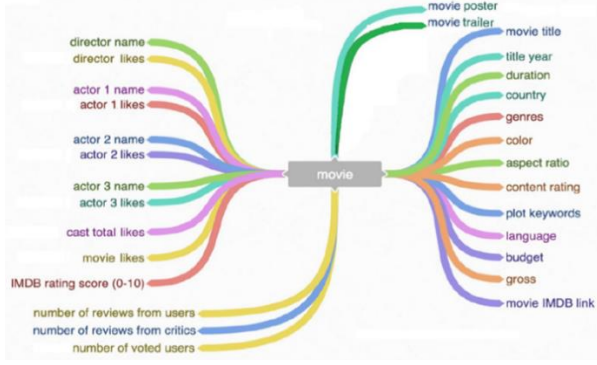 movie poster
movie trailer
director name
director likes
actor 1 name
actor 1 likes
actor 2 name
actor 2 likes
actor 3 name
actor 3 likes
cast total likes
movie likes
IMDB rating score (0-10)
number of reviews from users
number of reviews from critics
number of voted users
movie
movie title
title year
duration
country
genres
color
aspect ratio
content rating
plot keywords
language
budget
gross
movie IMDB link